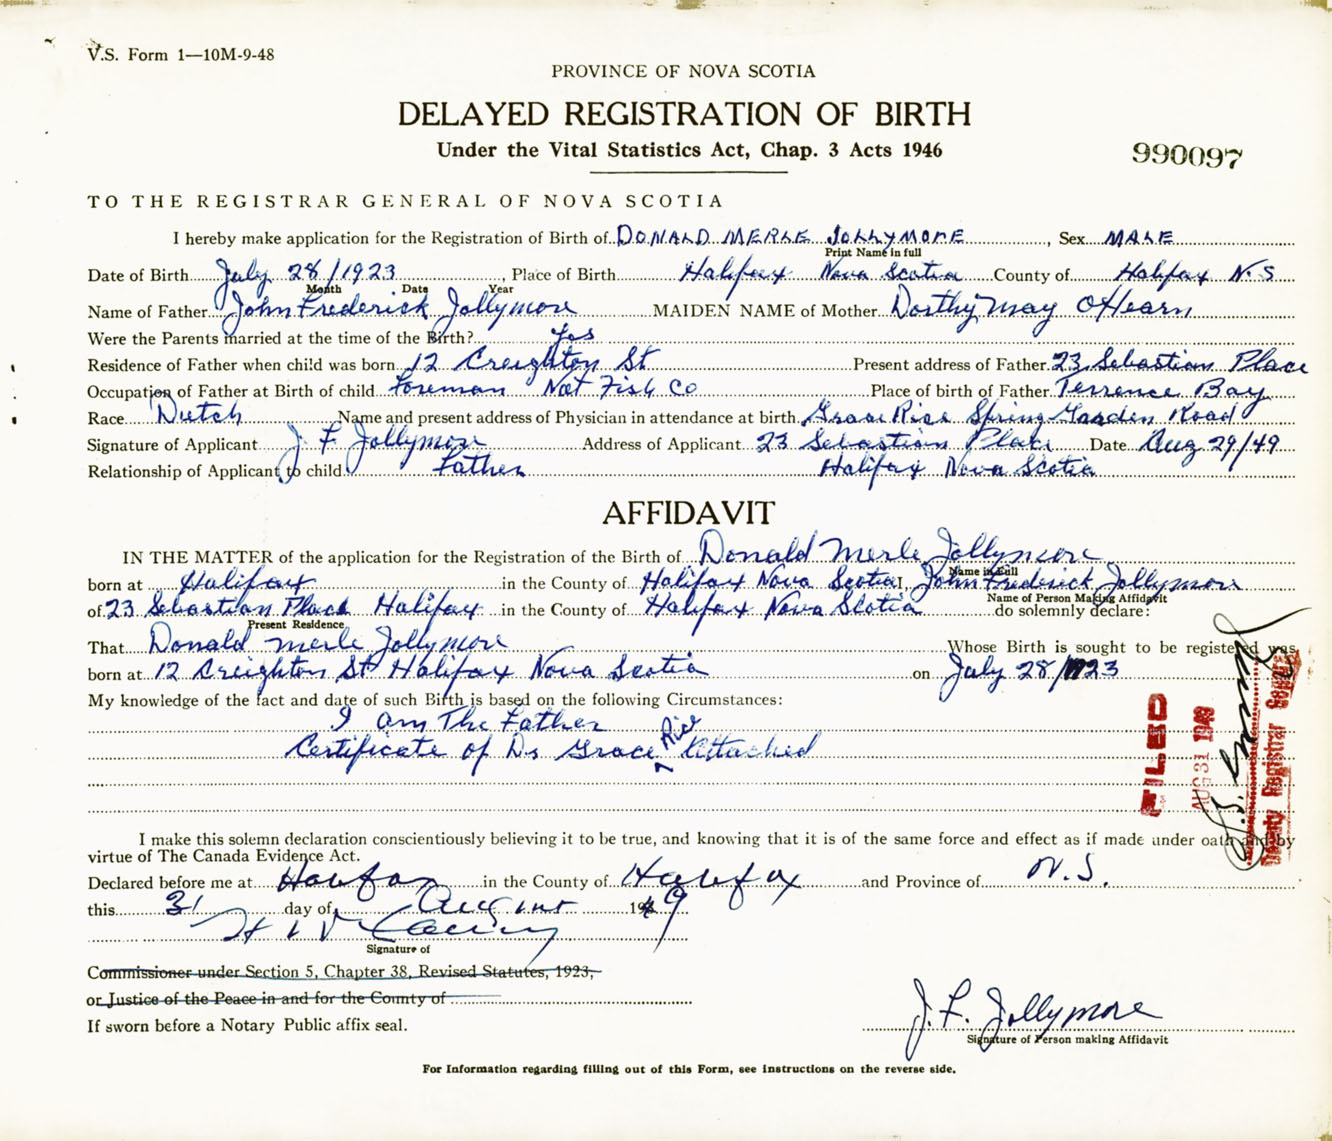 V.S. Form 1—10M-9-48
PROVINCE OF NOVA SCOTIA
DELAYED REGISTRATION OF BIRTH
Under the Vital Statistics Act, Chap. 3 Acts 1946
990097
TO THE REGISTRAR GENERAL OF NOVA SCOTIA
I hereby make application for the Registration of Birth of DONALD MERLE JOLLYMORE, Sex MALE
Print Name in full
Date of Birth July 28/1923, Place of Birth Halifax Nova Scotia County of Halifax N.S
Month Date Year
Name of Father John Frederick Jollymore MAIDEN NAME of Mother Dorthy May OHearn
Were the Parents married at the time of the Birth? Yes
Residence of Father when child was born 12 Creighton St Present address of Father 23 Sebastian Place
Occupation of Father at Birth of child Foreman Nat Fish Co Place of birth of Father Terrence Bay
Race Dutch Name and present address of Physician in attendance at birth Grace Rice Spring Garden Road
Signature of Applicant J F Jollymore Address of Applicant 23 Sebastian Place Date Aug 29/49
Relationship of Applicant to child Father Halifax Nova Scotia
AFFIDAVIT
IN THE MATTER of the application for the Registration of the Birth of Donald Merle Jollymore
Name in Full
born at Halifax in the County of Halifax Nova Scotia I, John Frederick Jollymore
Name of Person Making Affidavit
of 23 Sebastian Place Halifax in the County of Halifax Nova Scotia do solemnly declare:
Present Residence
That Donald Merle Jollymore Whose Birth is sought to be registered was
born at 12 Creighton St Halifax Nova Scotia on July 28/1923
My knowledge of the fact and date of such Birth is based on the following Circumstances:
I am The Father
Certificate of Dr Grace Rice Attached
FILED
AUG 31 1949
Deputy Registrar General
I make this solemn declaration conscientiously believing it to be true, and knowing that it is of the same force and effect as if made under oath and by
virtue of The Canada Evidence Act.
Declared before me at Halifax in the County of Halifax and Province of N.S.
this 31 day of August 1949
Signature of
Commissioner under Section 5, Chapter 38, Revised Statutes, 1923,
or Justice of the Peace in and for the County of
If sworn before a Notary Public affix seal.
J. F. Jollymore
Signature of Person making Affidavit
For Information regarding filling out of this Form, see instructions on the reverse side.